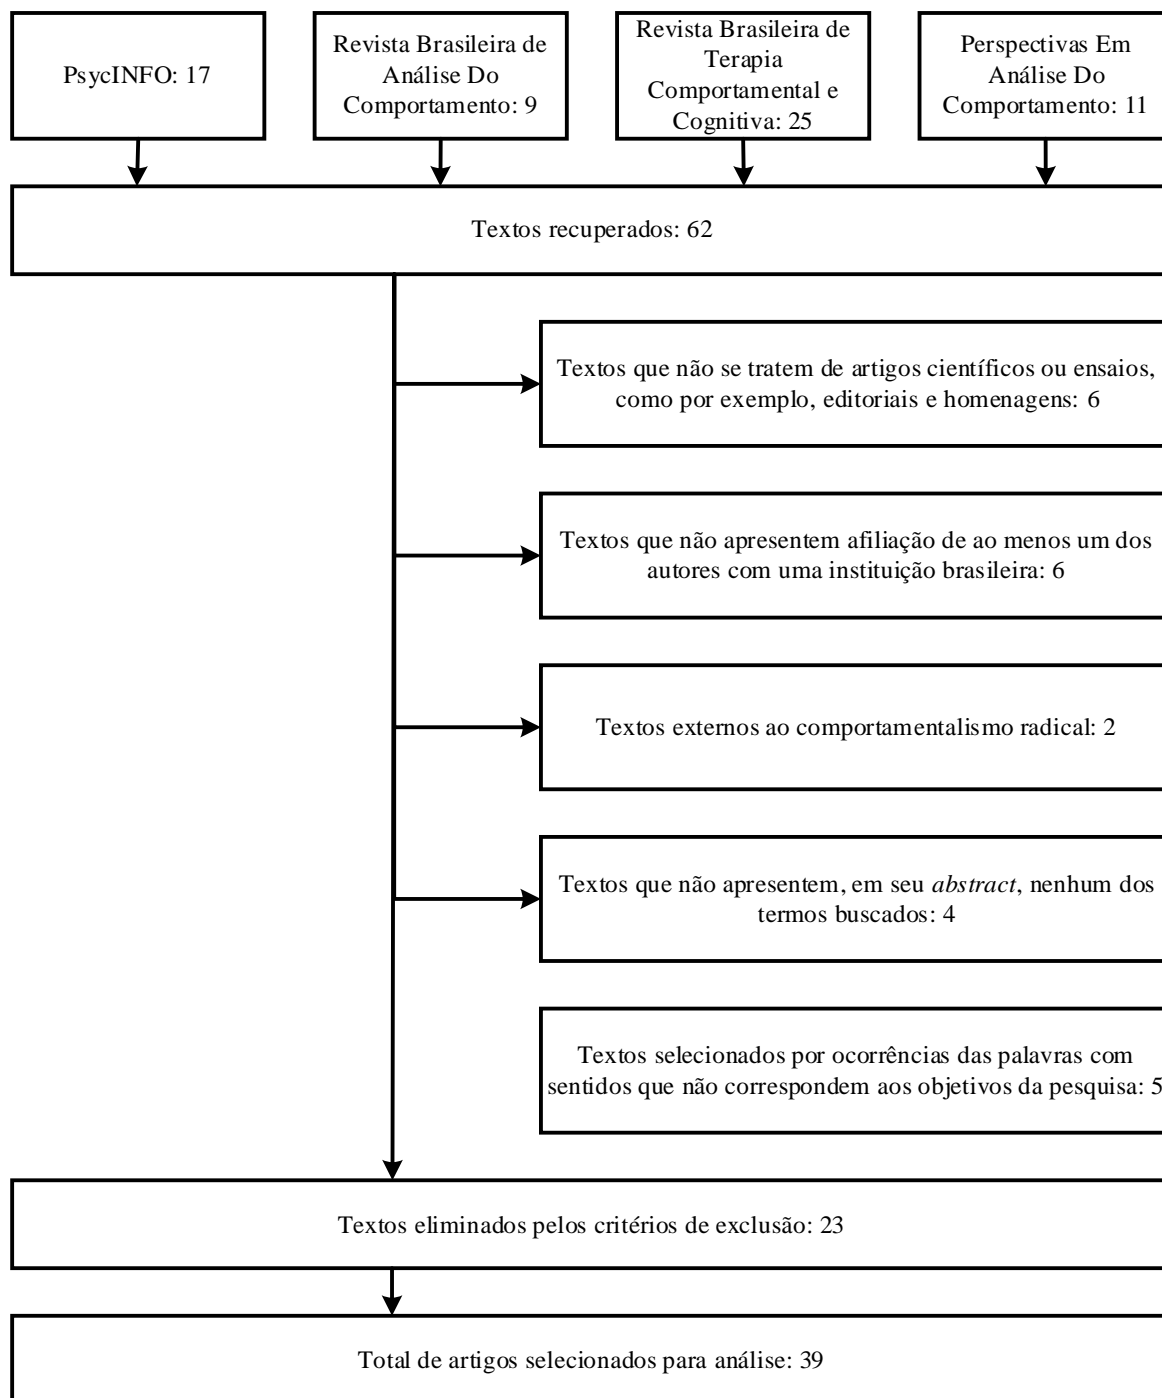 PsycINFO: 17
Revista Brasileira de
Análise Do
Comportamento: 9
Revista Brasileira de
Terapia
Comportamental e
Cognitiva: 25
Perspectivas Em
Análise Do
Comportamento: 11
Textos recuperados: 62
Textos que não se tratem de artigos científicos ou ensaios,
como por exemplo, editoriais e homenagens: 6
Textos que não apresentem afiliação de ao menos um dos
autores com uma instituição brasileira: 6
Textos externos ao comportamentalismo radical: 2
Textos que não apresentem, em seu abstract, nenhum dos
termos buscados: 4
Textos selecionados por ocorrências das palavras com
sentidos que não correspondem aos objetivos da pesquisa: 5
Textos eliminados pelos critérios de exclusão: 23
Total de artigos selecionados para análise: 39